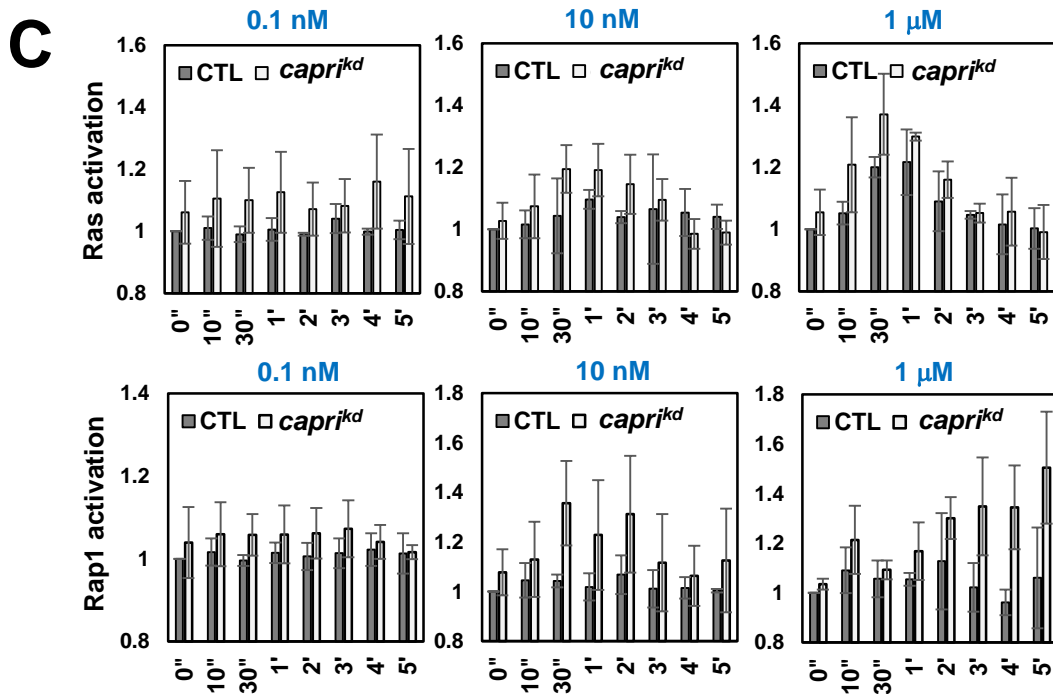 C
0.1 nM
10 nM
1 μM
Ras activation
1.6
1.4
1.2
1
0.8
CTL capri^kd
0" 10" 30" 1' 2' 3' 4' 5'
1.6
1.4
1.2
1
0.8
CTL capri^kd
0" 10" 30" 1' 2' 3' 4' 5'
1.6
1.4
1.2
1
0.8
CTL capri^kd
0" 10" 30" 1' 2' 3' 4' 5'
0.1 nM
10 nM
1 μM
Rap1 activation
1.4
1.2
1
0.8
CTL capri^kd
0" 10" 30" 1' 2' 3' 4' 5'
1.8
1.6
1.4
1.2
1
0.8
CTL capri^kd
0" 10" 30" 1' 2' 3' 4' 5'
1.8
1.6
1.4
1.2
1
0.8
CTL capri^kd
0" 10" 30" 1' 2' 3' 4' 5'